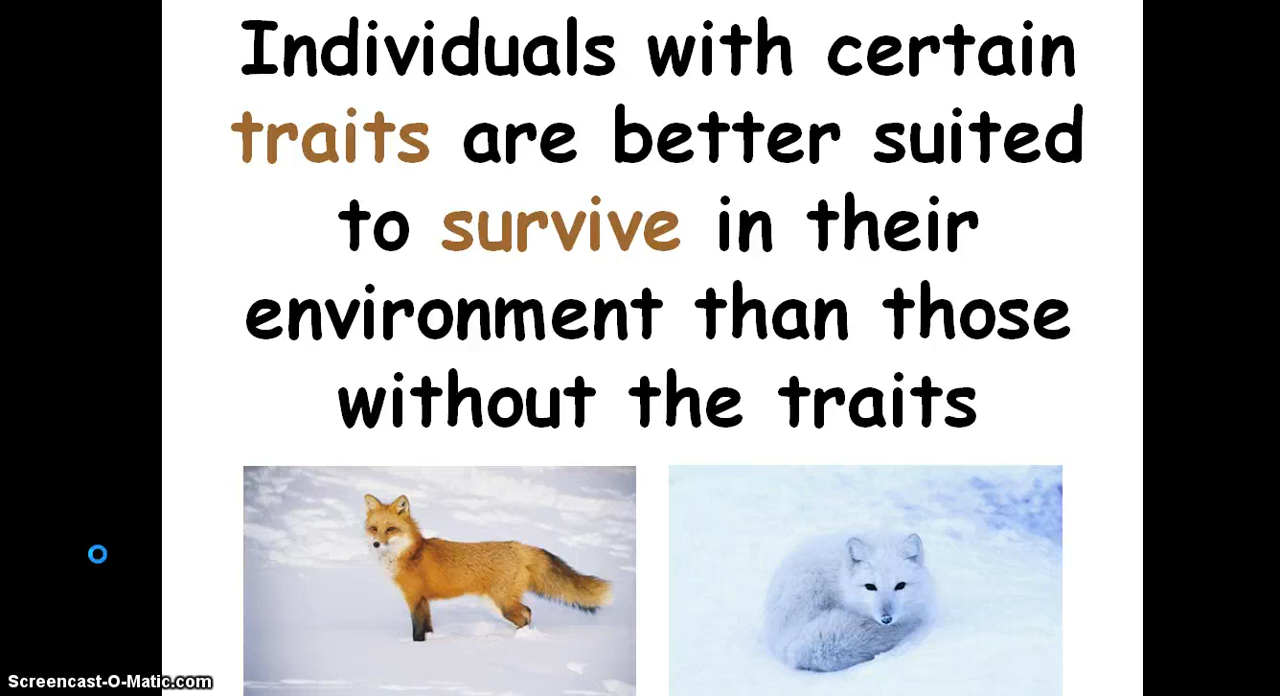 Individuals with certain
traits are better suited
to survive in their
environment than those
without the traits
Screencast-O-Matic.com